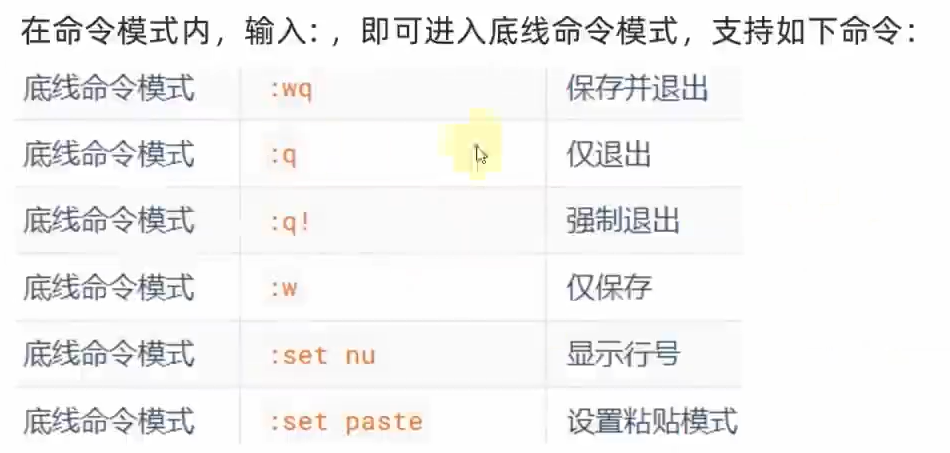 在命令模式内，输入:，即可进入底线命令模式，支持如下命令：
底线命令模式 :wq 保存并退出
底线命令模式 :q 仅退出
底线命令模式 :q! 强制退出
底线命令模式 :w 仅保存
底线命令模式 :set nu 显示行号
底线命令模式 :set paste 设置粘贴模式